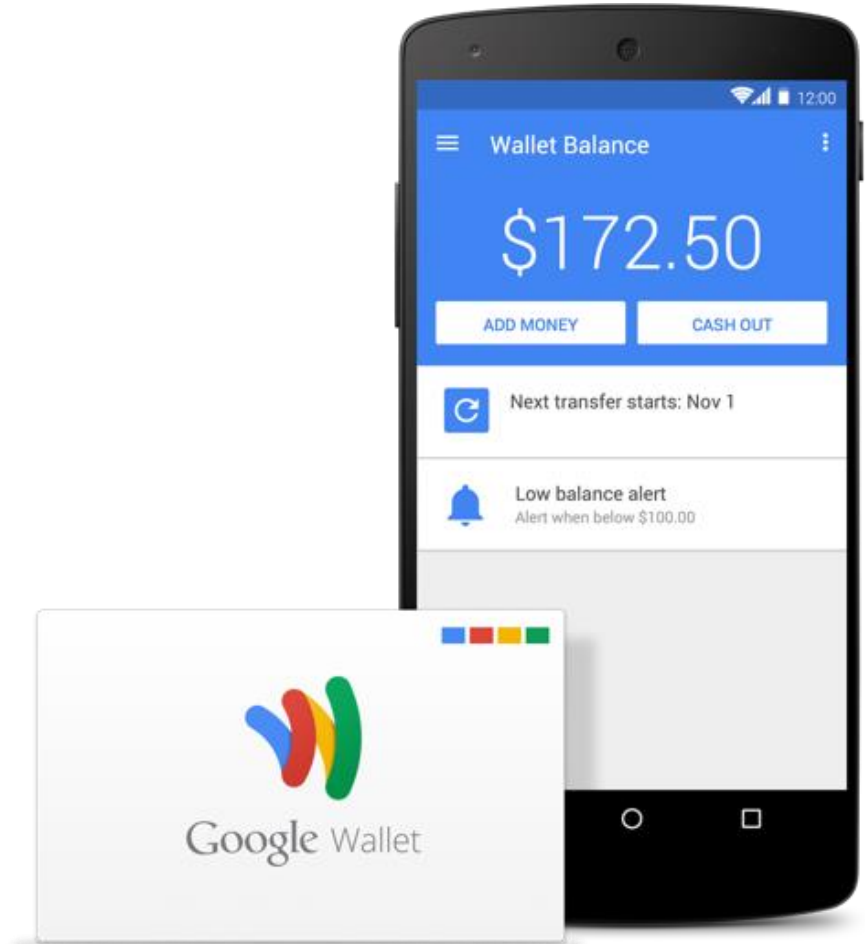 12:00
Wallet Balance
$172.50
ADD MONEY CASH OUT
Next transfer starts: Nov 1
Low balance alert
Alert when below $100.00
Google Wallet